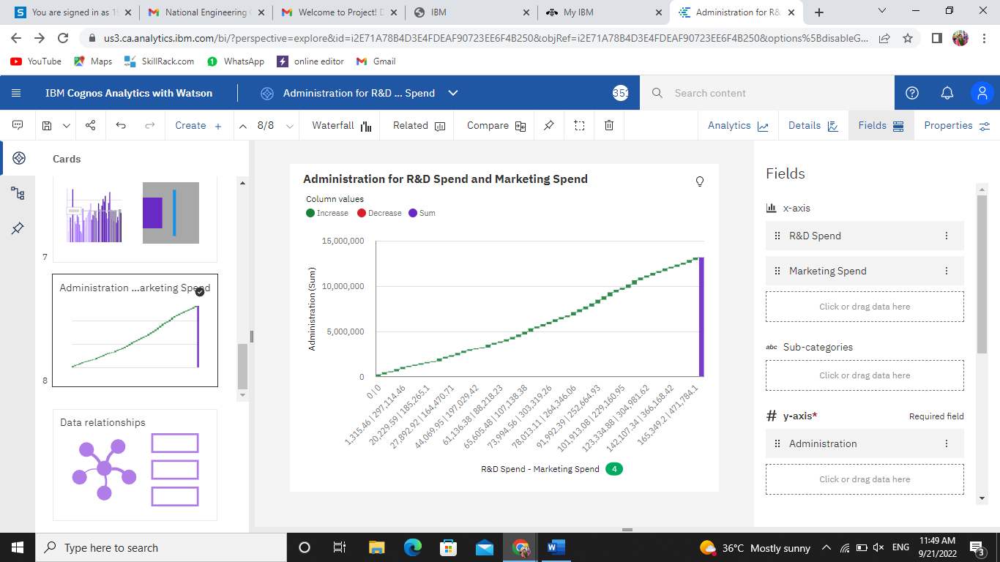 You are signed in as 19
National Engineering C
Welcome to Project! D
IBM
My IBM
Administration for R&
us3.ca.analytics.ibm.com/bi/?perspective=explore&id=i2E71A78B4D3E4FDEAF90723EE6F4B250&objRef=i2E71A78B4D3E4FDEAF90723EE6F4B250&options%5BdisableG...
YouTube
Maps
SkillRack.com
WhatsApp
online editor
Gmail
IBM Cognos Analytics with Watson
Administration for R&D ... Spend
351
Search content
Create
8/8
Waterfall
Related
Compare
Analytics
Details
Fields
Properties
Cards
7
Administration ...arketing Spend
8
Data relationships
Administration for R&D Spend and Marketing Spend
Column values
Increase
Decrease
Sum
Administration (Sum)
15,000,000
10,000,000
5,000,000
0
0 | 0
1,315.46 | 297,114.46
20,229.59 | 185,265.1
27,892.92 | 164,470.71
44,069.95 | 197,029.42
61,136.38 | 88,218.23
65,605.48 | 107,138.38
73,994.56 | 303,319.26
78,013.11 | 264,346.06
91,992.39 | 252,664.93
101,913.08 | 229,160.95
123,334.88 | 304,981.62
142,107.34 | 366,168.42
165,349.2 | 471,784.1
R&D Spend - Marketing Spend
4
Fields
x-axis
R&D Spend
Marketing Spend
Click or drag data here
abc Sub-categories
Click or drag data here
# y-axis*
Required field
Administration
Click or drag data here
Type here to search
36°C Mostly sunny
ENG
11:49 AM
9/21/2022
3